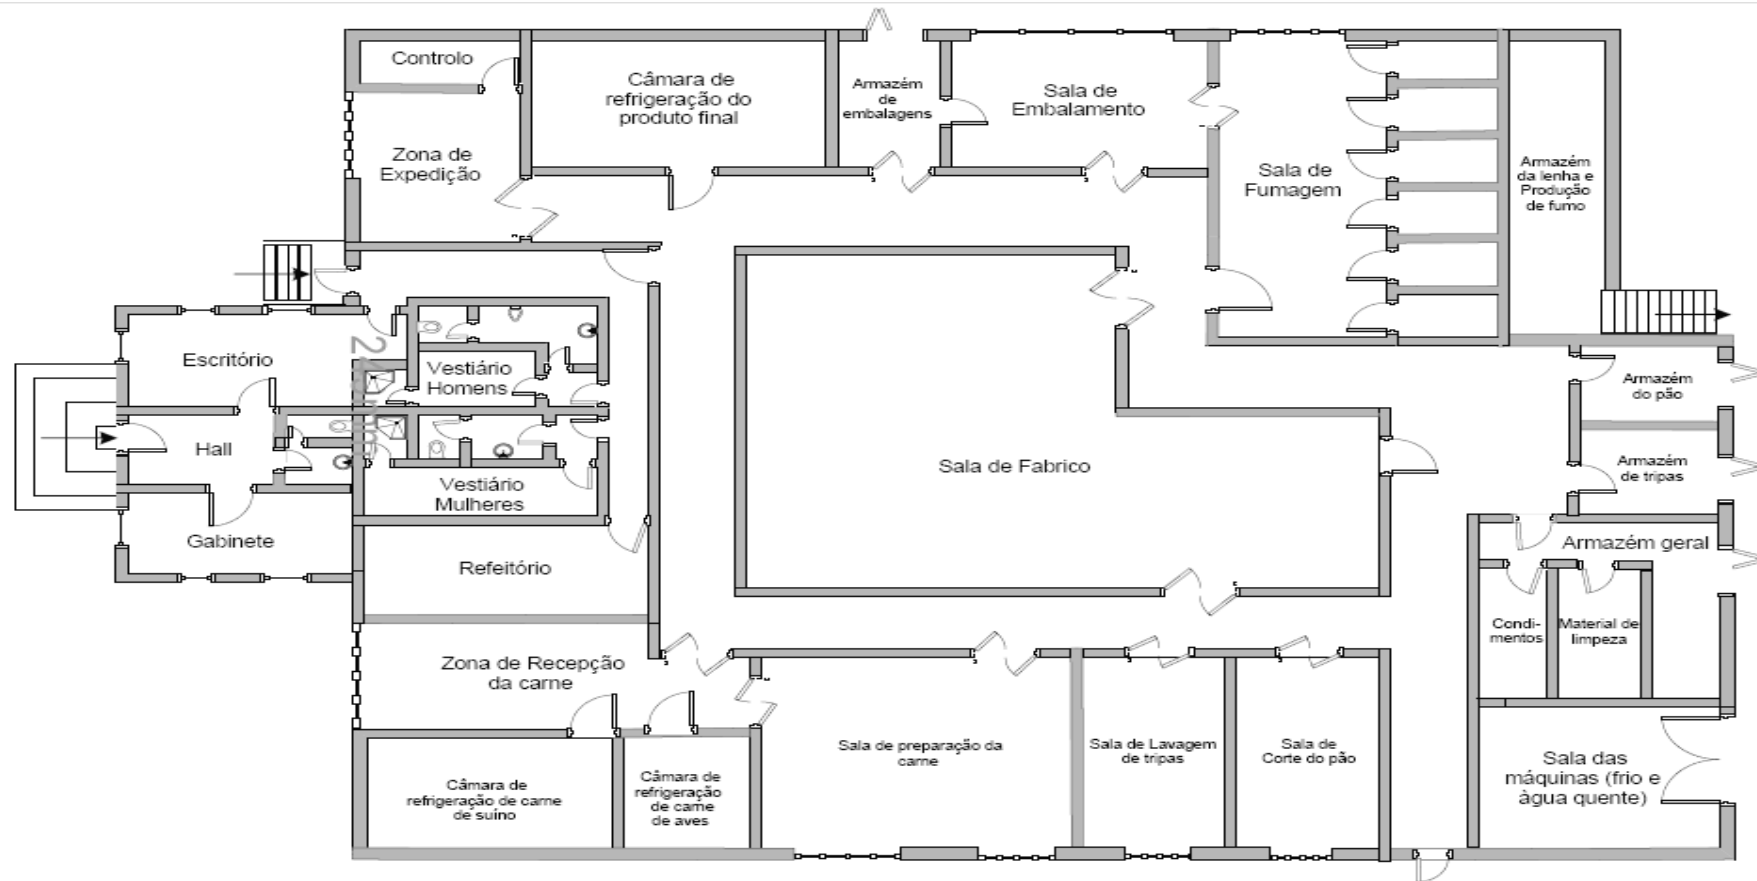 Controlo
Câmara de
refrigeração do
produto final
Armazém
de
embalagens
Sala de
Embalamento
Zona de
Expedição
Sala de
Fumagem
Armazém
da lenha e
Produção
de fumo
Escritório
Vestiário
Homens
Hall
Vestiário
Mulheres
Gabinete
Refeitório
Sala de Fabrico
Armazém
do pão
Armazém
de tripas
Armazém geral
Condi-
mentos
Material de
limpeza
Zona de Recepção
da carne
Sala de preparação da
carne
Sala de Lavagem
de tripas
Sala de
Corte do pão
Sala das
máquinas (frio e
àgua quente)
Câmara de
refrigeração de carne
de suíno
Câmara de
refrigeração
de carne
de aves